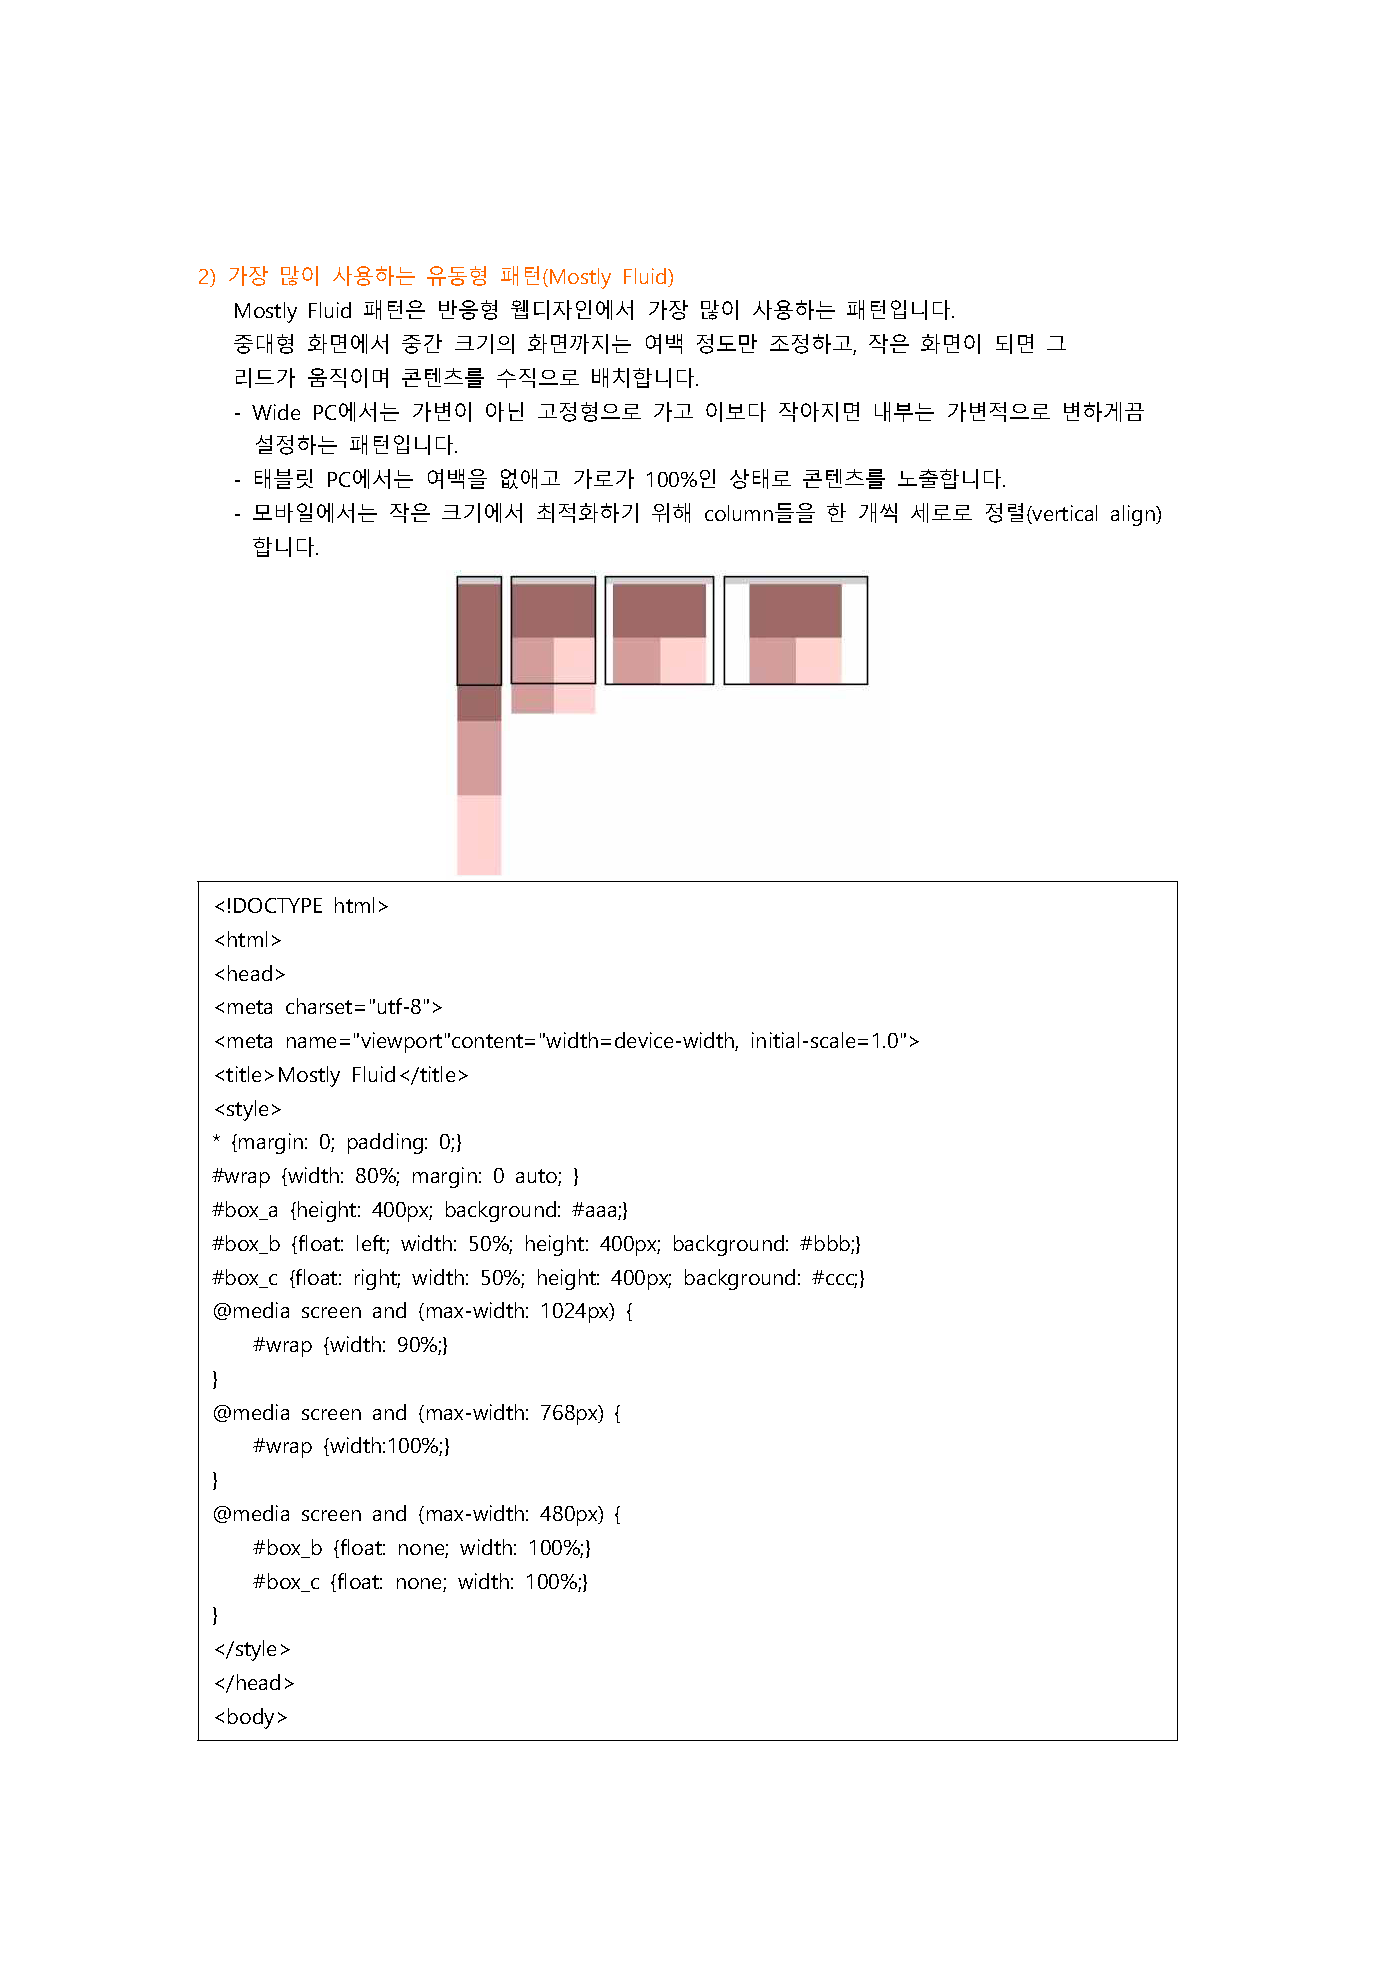 2) 가장 많이 사용하는 유동형 패턴(Mostly Fluid)
Mostly Fluid 패턴은 반응형 웹디자인에서 가장 많이 사용하는 패턴입니다.
중대형 화면에서 중간 크기의 화면까지는 여백 정도만 조정하고, 작은 화면이 되면 그
리드가 움직이며 콘텐츠를 수직으로 배치합니다.
- Wide PC에서는 가변이 아닌 고정형으로 가고 이보다 작아지면 내부는 가변적으로 변하게끔
설정하는 패턴입니다.
- 태블릿 PC에서는 여백을 없애고 가로가 100%인 상태로 콘텐츠를 노출합니다.
- 모바일에서는 작은 크기에서 최적화하기 위해 column들을 한 개씩 세로로 정렬(vertical align)
합니다.
<!DOCTYPE html>
<html>
<head>
<meta charset="utf-8">
<meta name="viewport"content="width=device-width, initial-scale=1.0">
<title>Mostly Fluid</title>
<style>
* {margin: 0; padding: 0;}
#wrap {width: 80%; margin: 0 auto; }
#box_a {height: 400px; background: #aaa;}
#box_b {float: left; width: 50%; height: 400px; background: #bbb;}
#box_c {float: right; width: 50%; height: 400px; background: #ccc;}
@media screen and (max-width: 1024px) {
#wrap {width: 90%;}
}
@media screen and (max-width: 768px) {
#wrap {width:100%;}
}
@media screen and (max-width: 480px) {
#box_b {float: none; width: 100%;}
#box_c {float: none; width: 100%;}
}
</style>
</head>
<body>